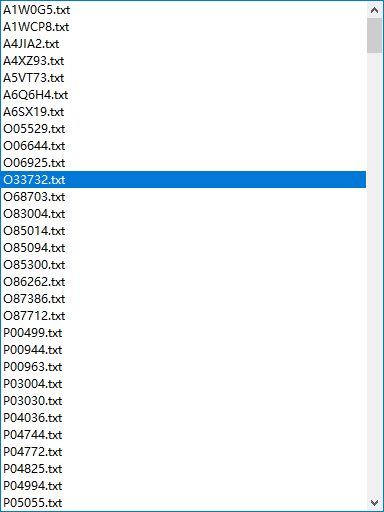 A1W0G5.txt
A1WCP8.txt
A4JIA2.txt
A4XZ93.txt
A5VT73.txt
A6Q6H4.txt
A6SX19.txt
O05529.txt
O06644.txt
O06925.txt
O33732.txt
O68703.txt
O83004.txt
O85014.txt
O85094.txt
O85300.txt
O86262.txt
O87386.txt
O87712.txt
P00499.txt
P00944.txt
P00963.txt
P03004.txt
P03030.txt
P04036.txt
P04744.txt
P04772.txt
P04825.txt
P04994.txt
P05055.txt